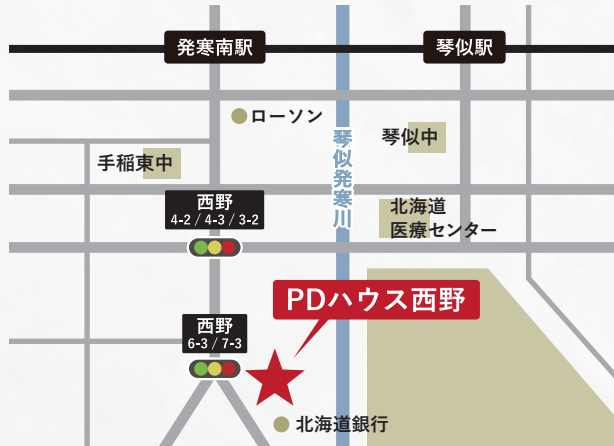 発寒南駅
琴似駅
ローソン
琴似発寒川
琴似中
手稲東中
西野
4-2 / 4-3 / 3-2
北海道
医療センター
PDハウス西野
西野
6-3 / 7-3
北海道銀行